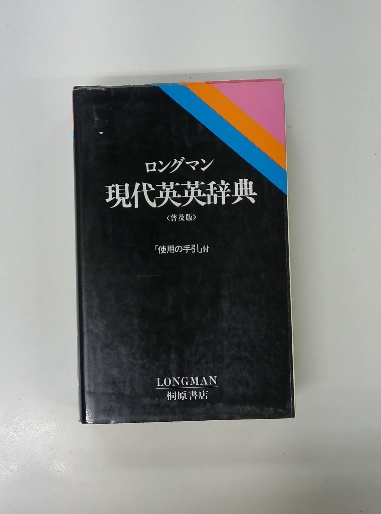 ロングマン
現代英英辞典
〈普及版〉
「使用の手引」付
LONGMAN
桐原書店